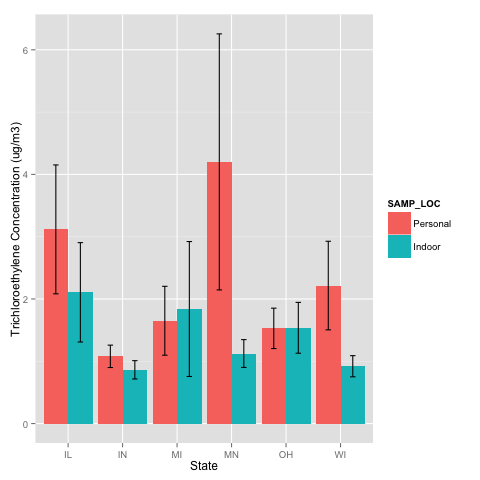 Trichloroethylene Concentration (ug/m3)
6
4
2
0
IL IN MI MN OH WI
State
SAMP_LOC
Personal
Indoor